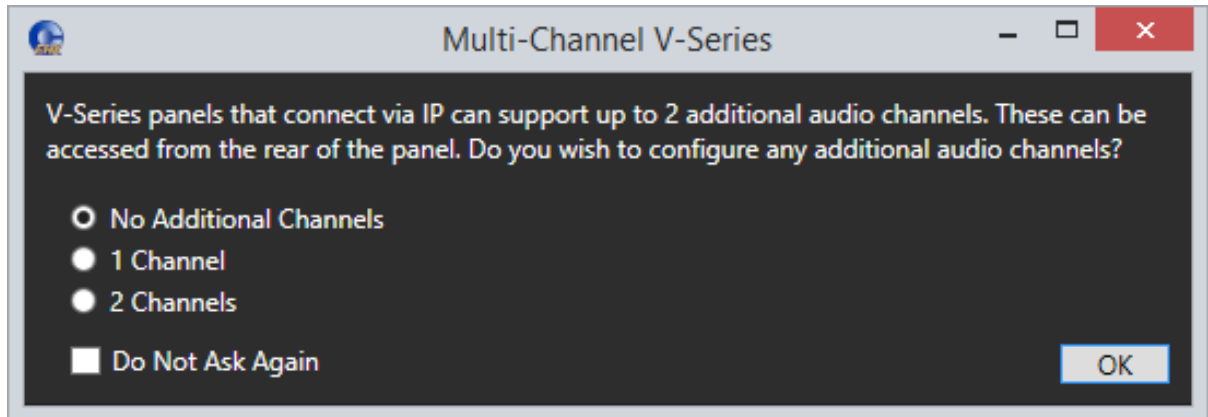 Multi-Channel V-Series
V-Series panels that connect via IP can support up to 2 additional audio channels. These can be
accessed from the rear of the panel. Do you wish to configure any additional audio channels?
No Additional Channels
1 Channel
2 Channels
Do Not Ask Again
OK